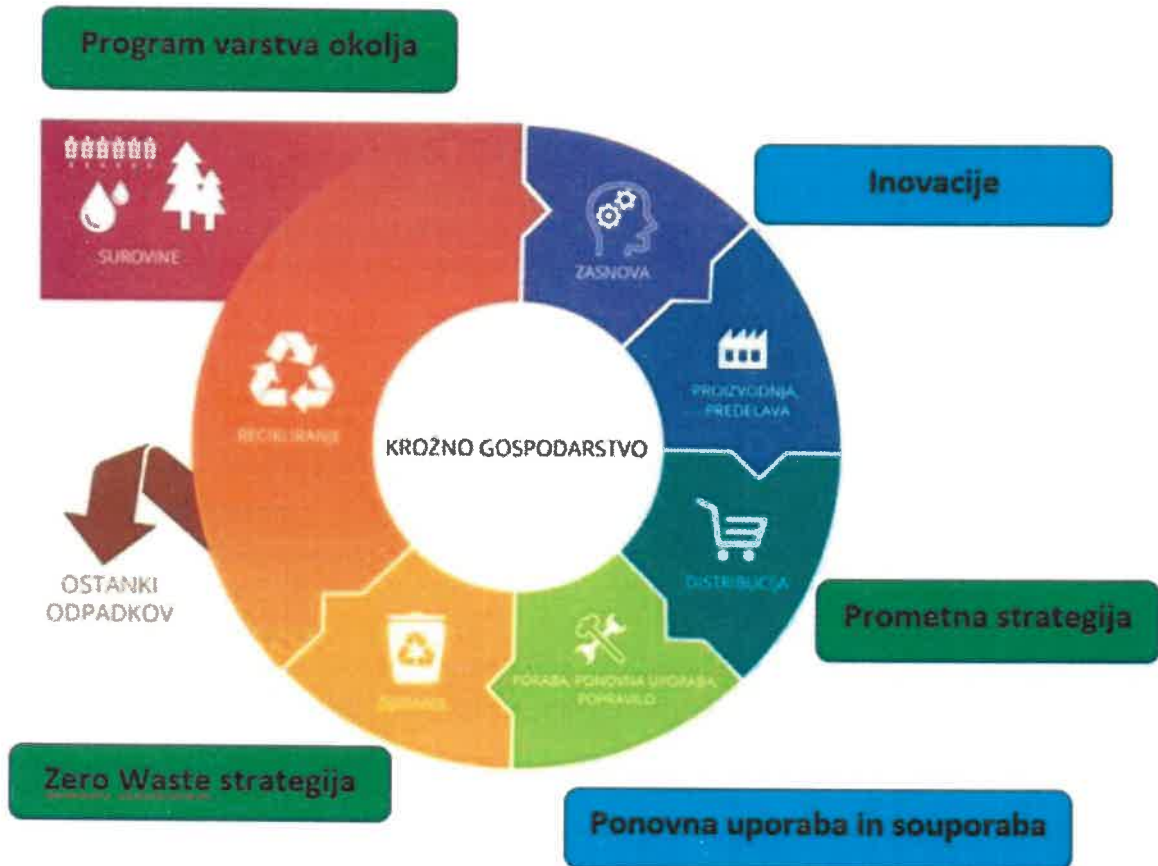 Program varstva okolja
Inovacije
SUROVINE
ZASNOVA
PROIZVODNJA,
PREDELAVA
RECIKLIRANJE
KROŽNO GOSPODARSTVO
DISTRIBUCIJA
OSTANKI
ODPADKOV
Prometna strategija
PORABA, PONOVNA UPORABA,
POPRAVILO
Zero Waste strategija
Ponovna uporaba in souporaba